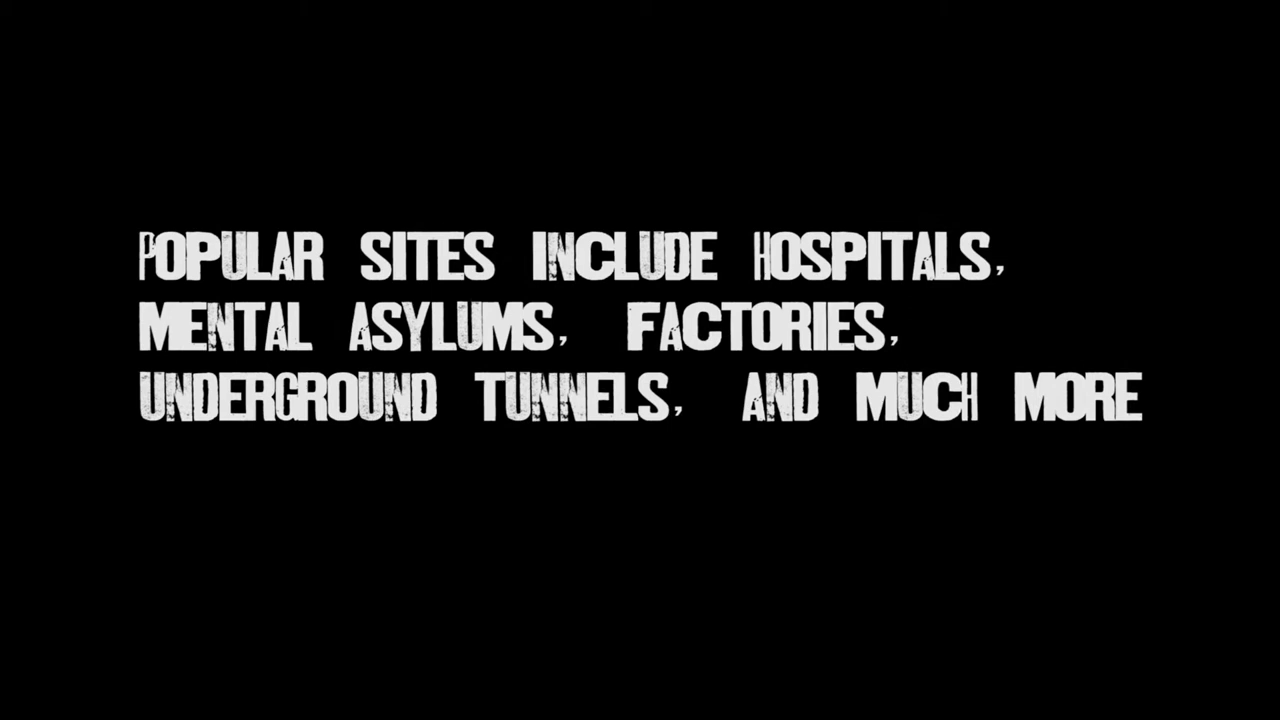 Popular sites include Hospitals,
Mental Asylums, Factories,
Underground Tunnels, and much more